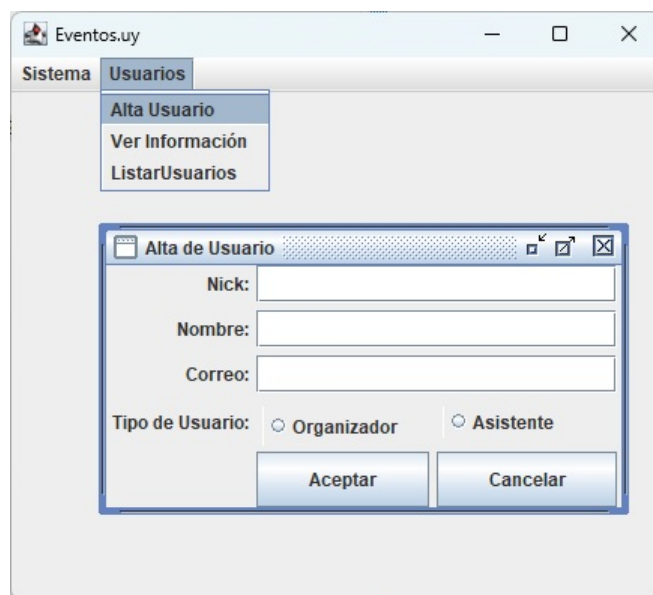 Eventos.uy
Sistema Usuarios
Alta Usuario
Ver Información
ListarUsuarios
Alta de Usuario
Nick:
Nombre:
Correo:
Tipo de Usuario: Organizador Asistente
Aceptar Cancelar